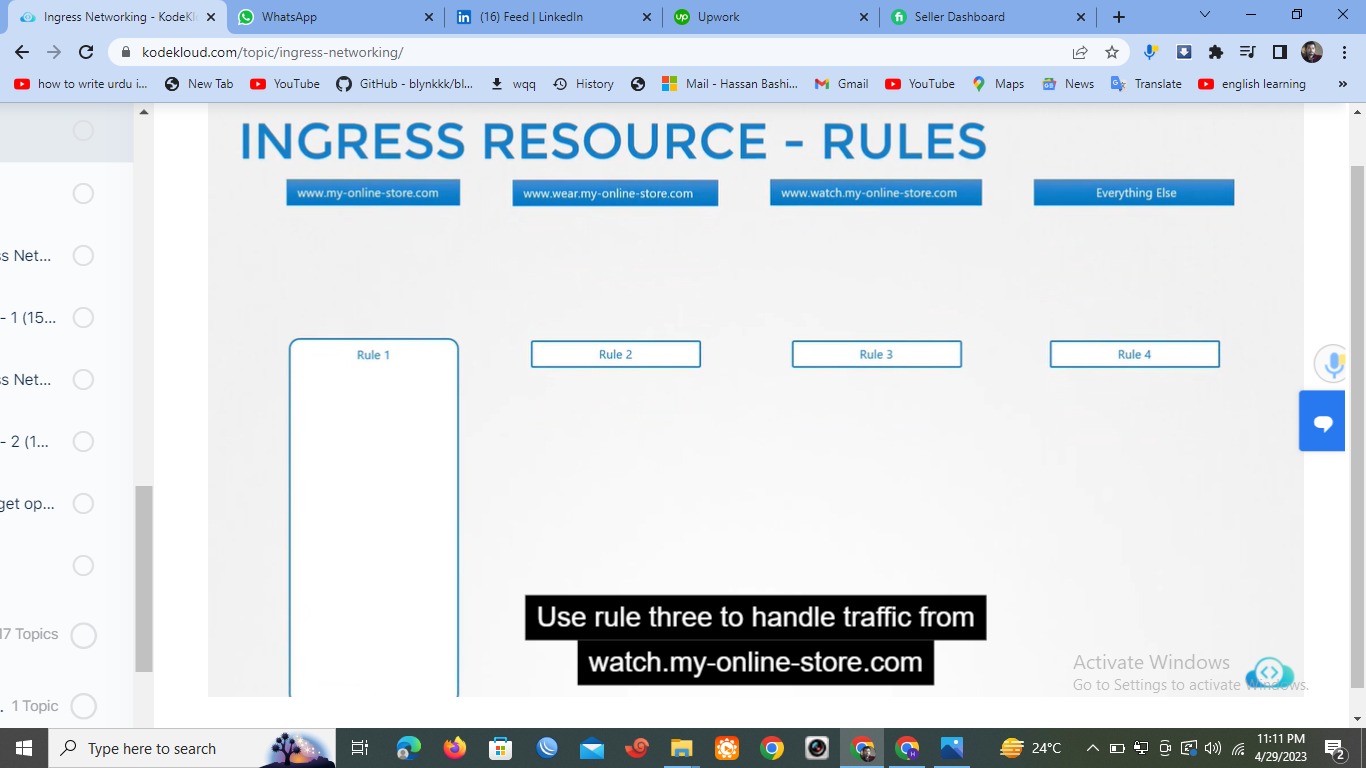 Ingress Networking - KodeKl
WhatsApp
(16) Feed | LinkedIn
Upwork
Seller Dashboard
kodekloud.com/topic/ingress-networking/
how to write urdu i...
New Tab
YouTube
GitHub - blynkkk/bl...
wqq
History
Mail - Hassan Bashi...
Gmail
YouTube
Maps
News
Translate
english learning
»
INGRESS RESOURCE - RULES
www.my-online-store.com
www.wear.my-online-store.com
www.watch.my-online-store.com
Everything Else
ss Net...
- 1 (15...
ss Net...
- 2 (1...
get op...
17 Topics
. 1 Topic
Rule 1
Rule 2
Rule 3
Rule 4
Use rule three to handle traffic from
watch.my-online-store.com
Activate Windows
Go to Settings to activate Windows.
Type here to search
24°C
11:11 PM
4/29/2023
2